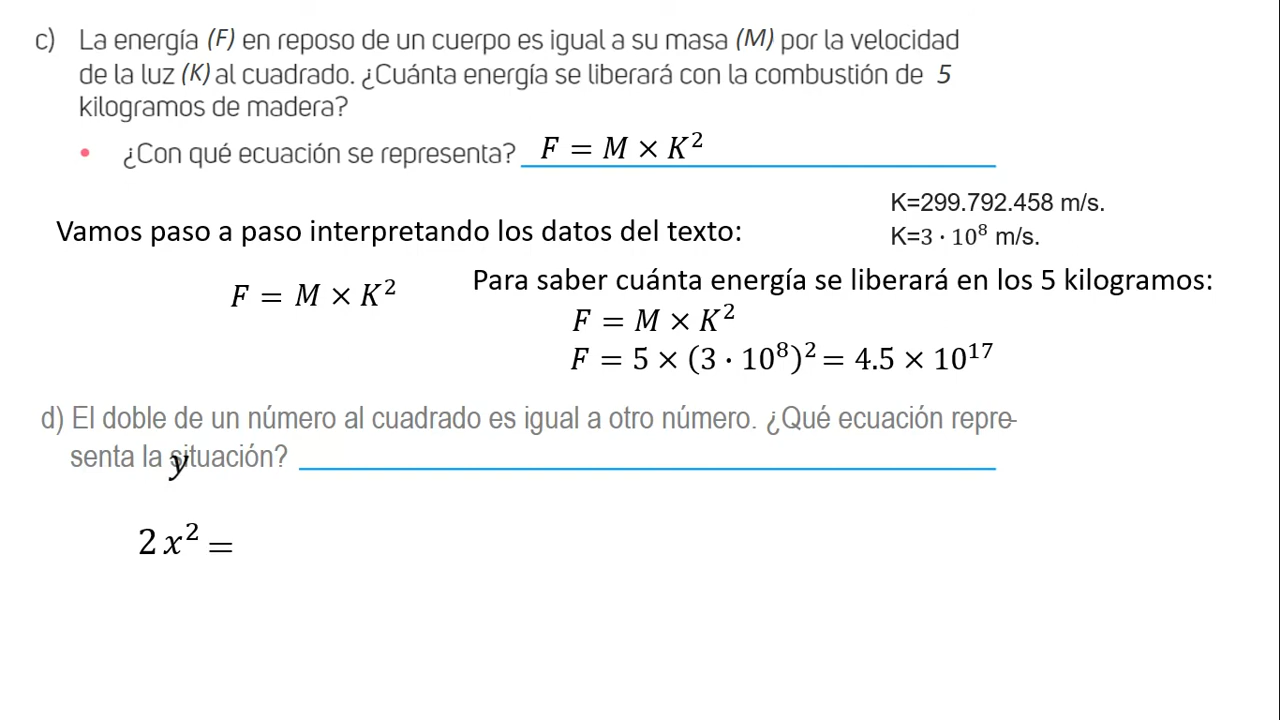 c) La energía (F) en reposo de un cuerpo es igual a su masa (M) por la velocidad
de la luz (K) al cuadrado. ¿Cuánta energía se liberará con la combustión de 5
kilogramos de madera?
• ¿Con qué ecuación se representa? F = M × K²
K=299.792.458 m/s.
K=3 · 10⁸ m/s.
Vamos paso a paso interpretando los datos del texto:
F = M × K²
Para saber cuánta energía se liberará en los 5 kilogramos:
F = M × K²
F = 5 × (3 · 10⁸)² = 4.5 × 10¹⁷
d) El doble de un número al cuadrado es igual a otro número. ¿Qué ecuación repre-
senta la situación?
y
2 x² =